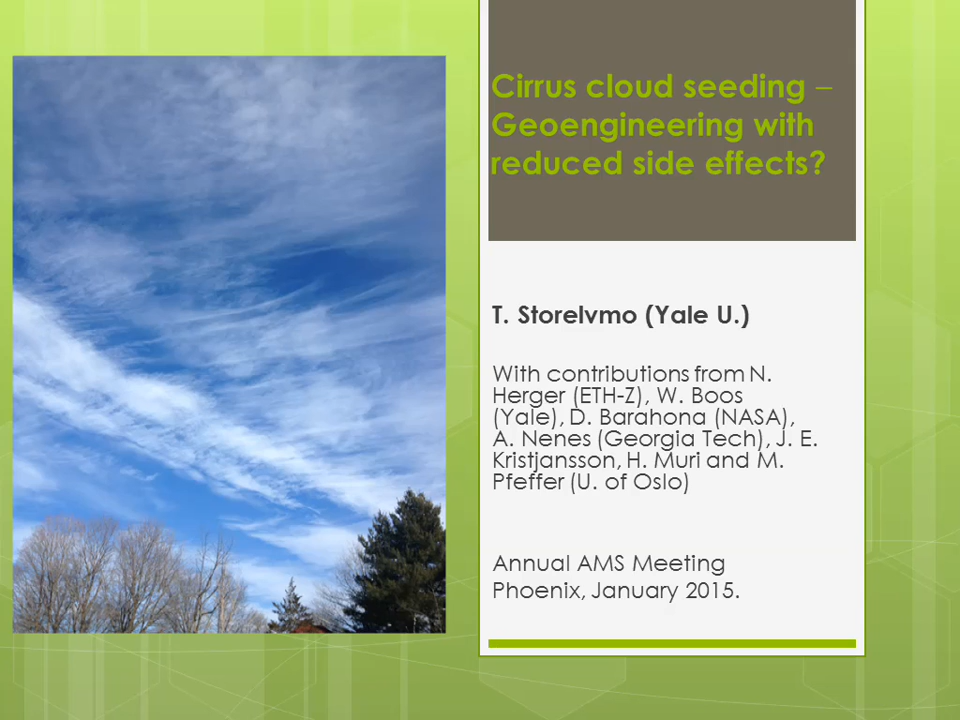 Cirrus cloud seeding –
Geoengineering with
reduced side effects?
T. Storelvmo (Yale U.)
With contributions from N.
Herger (ETH-Z), W. Boos
(Yale), D. Barahona (NASA),
A. Nenes (Georgia Tech), J. E.
Kristjansson, H. Muri and M.
Pfeffer (U. of Oslo)
Annual AMS Meeting
Phoenix, January 2015.